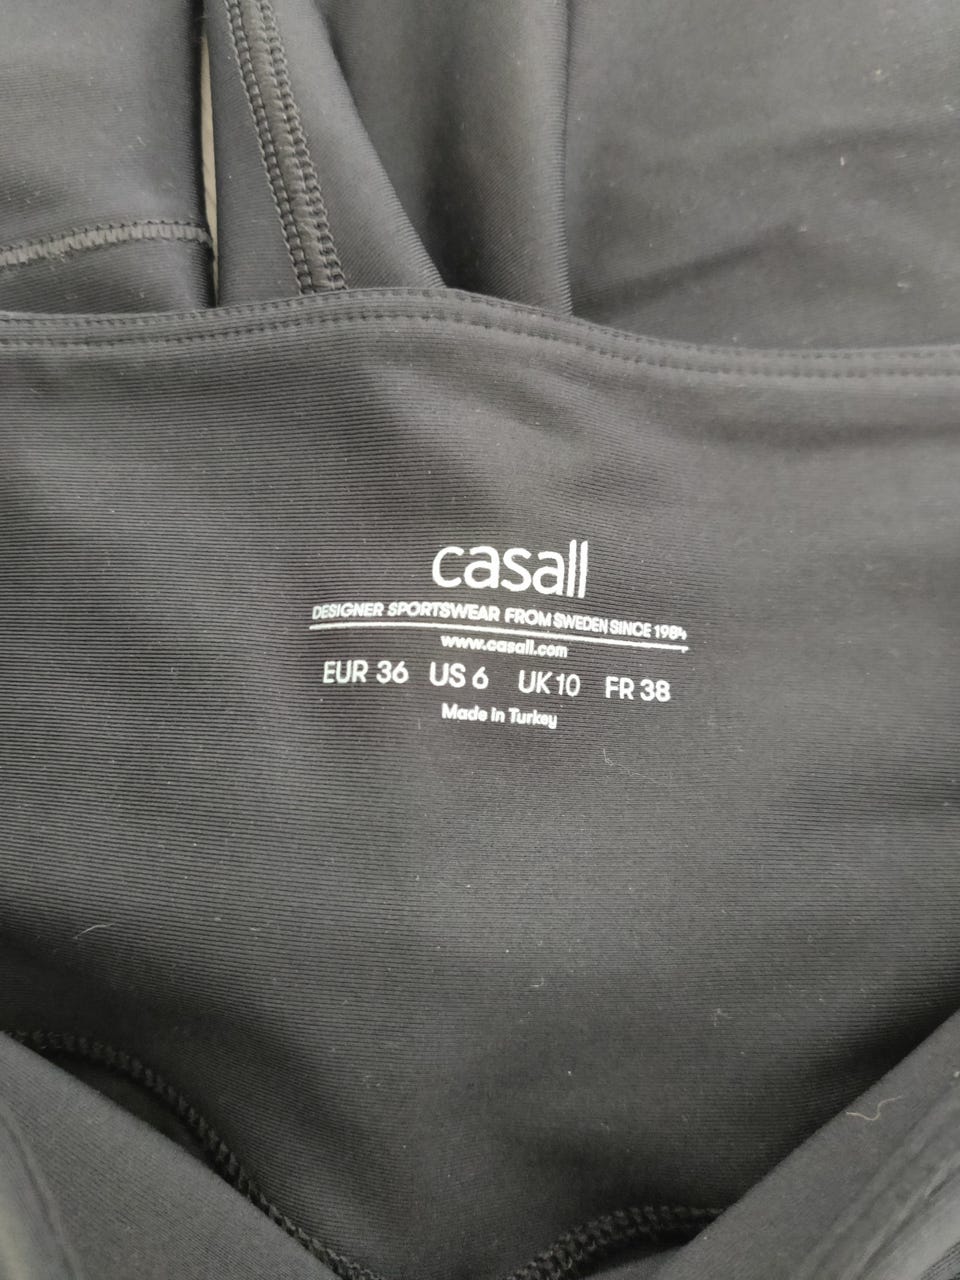 casall
DESIGNER SPORTSWEAR FROM SWEDEN SINCE 1984
www.casall.com
EUR 36 US 6 UK 10 FR 38
Made in Turkey